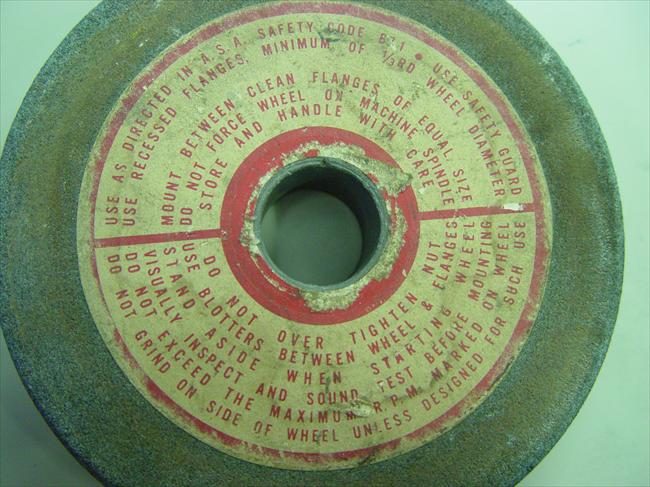 USE AS DIRECTED IN A.S.A. SAFETY CODE B7.1 • USE SAFETY GUARD
USE RECESSED FLANGES, MINIMUM OF 1/3RD WHEEL DIAMETER
MOUNT BETWEEN CLEAN FLANGES OF EQUAL SIZE
DO NOT FORCE WHEEL ON MACHINE SPINDLE
STORE AND HANDLE WITH CARE
DO NOT OVER TIGHTEN NUT
USE BLOTTERS BETWEEN WHEEL & FLANGES
STAND ASIDE WHEN STARTING WHEEL
VISUALLY INSPECT AND SOUND TEST BEFORE MOUNTING
DO NOT EXCEED THE MAXIMUM R.P.M. MARKED ON WHEEL
DO NOT GRIND ON SIDE OF WHEEL UNLESS DESIGNED FOR SUCH USE